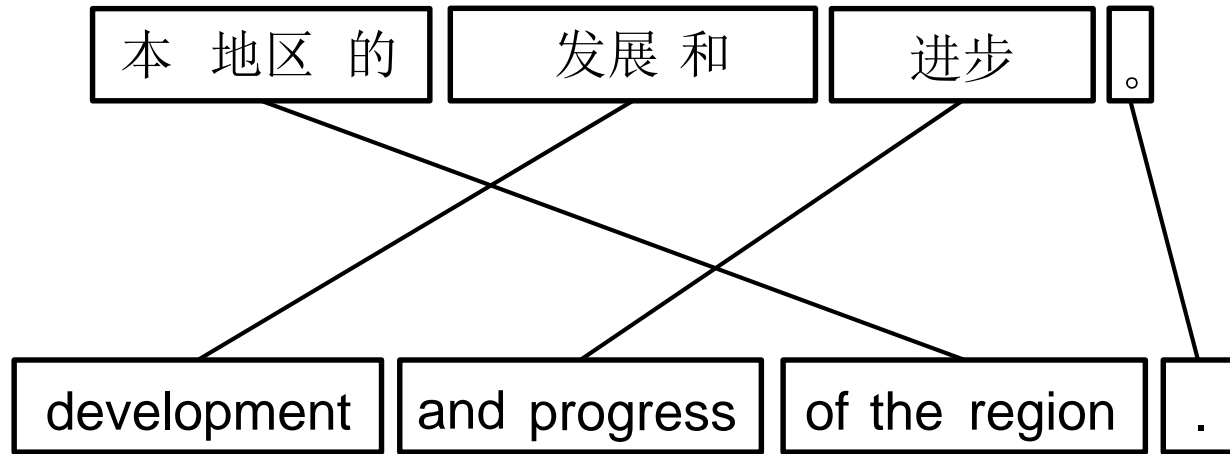 本 地区 的 发展 和 进步 。
development and progress of the region .